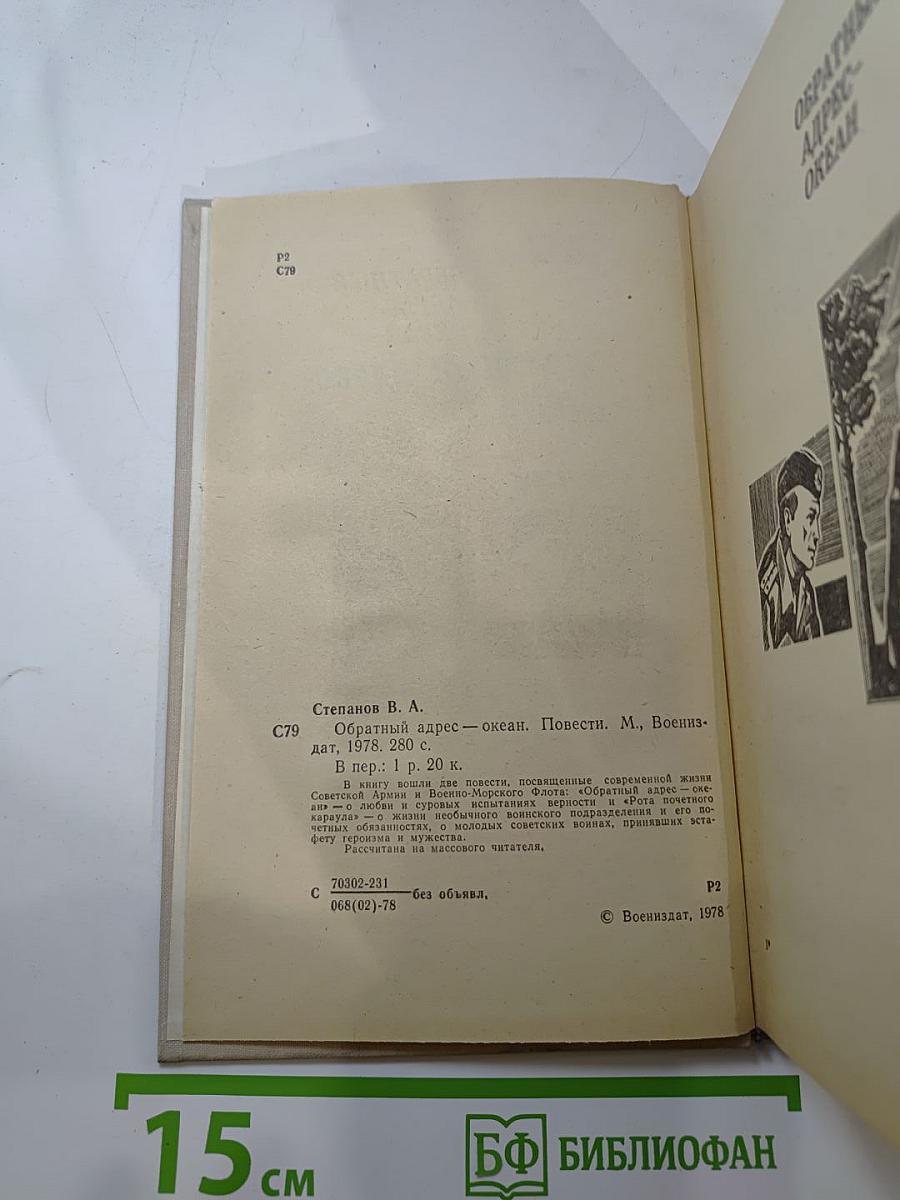 Р2
С79
Степанов В. А.
С79 Обратный адрес — океан. Повести. М., Воениз-
дат, 1978. 280 с.
В пер.: 1 р. 20 к.
В книгу вошли две повести, посвященные современной жизни
Советской Армии и Военно-Морского Флота: «Обратный адрес — оке-
ан» — о любви и суровых испытаниях верности и «Рота почетного
караула» — о жизни необычного воинского подразделения и его по-
четных обязанностях, о молодых советских воинах, принявших эста-
фету героизма и мужества.
Рассчитана на массового читателя.
С 70302-231 без объявл.
068(02)-78
Р2
© Воениздат, 1978
ОБРАТНЫЙ
АДРЕС—
ОКЕАН
15 см
БФ БИБЛИОФАН